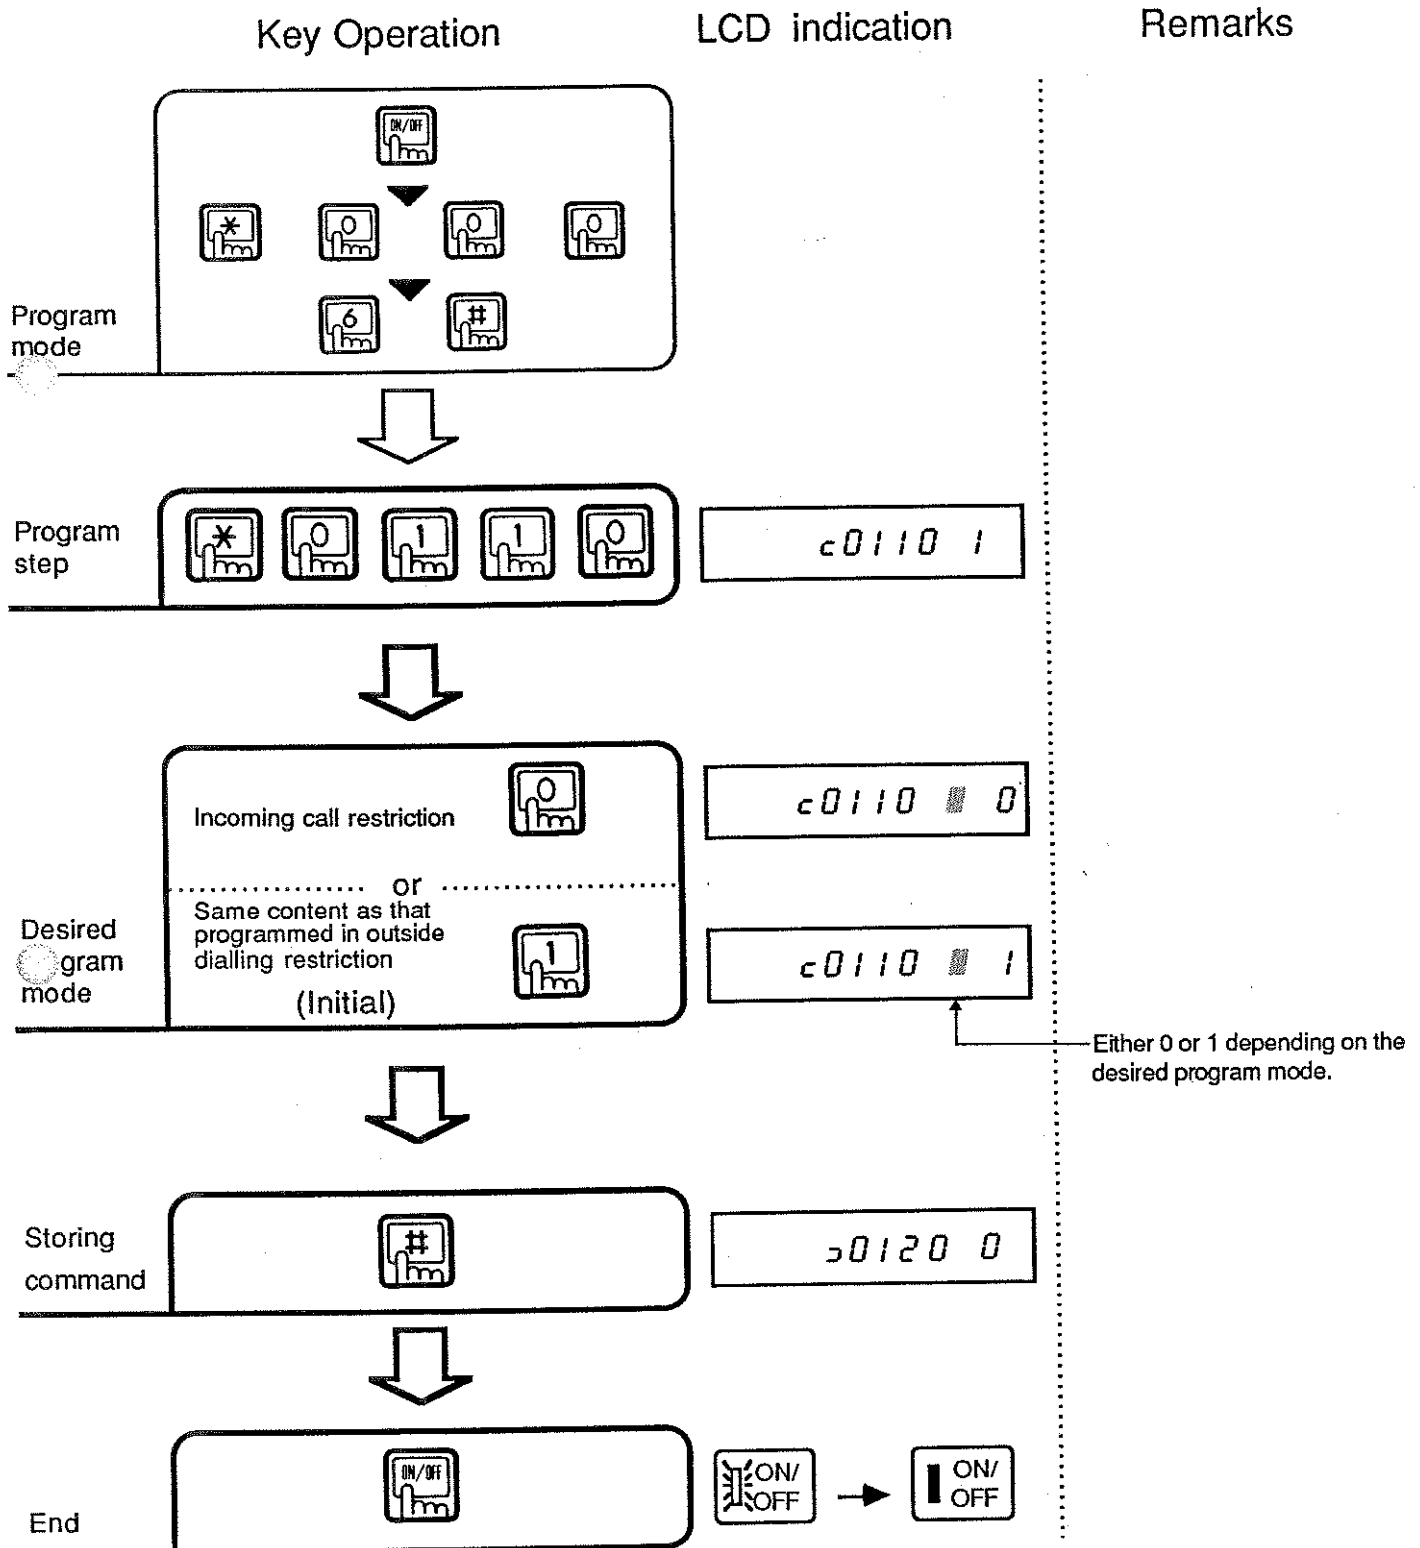 Key Operation
LCD indication
Remarks
ON/OFF
* 0 0 0
6 #
Program
mode
Program
step
* 0 1 1 0
c0110 1
Incoming call restriction
0
c0110 0
or
Same content as that
programmed in outside
dialling restriction
(Initial)
1
c0110 1
Desired
gram
mode
Either 0 or 1 depending on the
desired program mode.
Storing
command
#
ɔ0120 0
End
ON/OFF
ON/
OFF
ON/
OFF